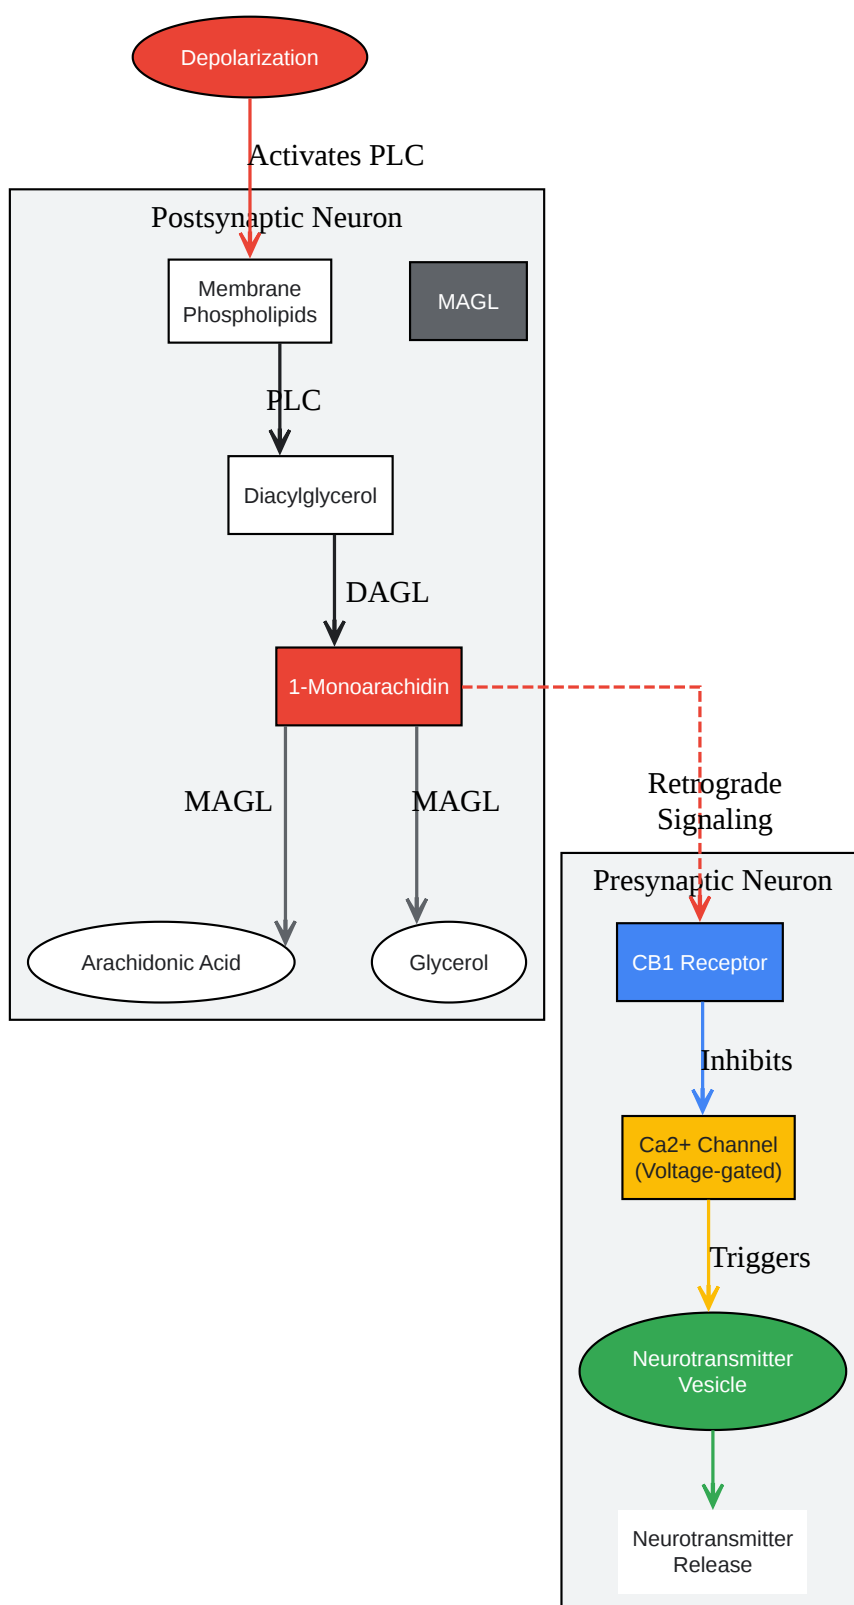 Depolarization
Activates PLC
Postsynaptic Neuron
Membrane
Phospholipids
MAGL
PLC
Diacylglycerol
DAGL
1-Monoarachidin
MAGL
MAGL
Retrograde
Signaling
Presynaptic Neuron
Arachidonic Acid
Glycerol
CB1 Receptor
Inhibits
Ca2+ Channel
(Voltage-gated)
Triggers
Neurotransmitter
Vesicle
Neurotransmitter
Release